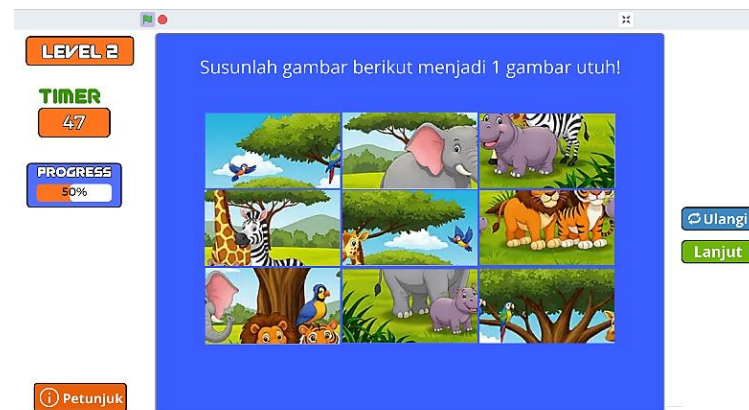 LEVEL 2
Susunlah gambar berikut menjadi 1 gambar utuh!
TIMER
47
PROGRESS
50%
Ulangi
Lanjut
Petunjuk